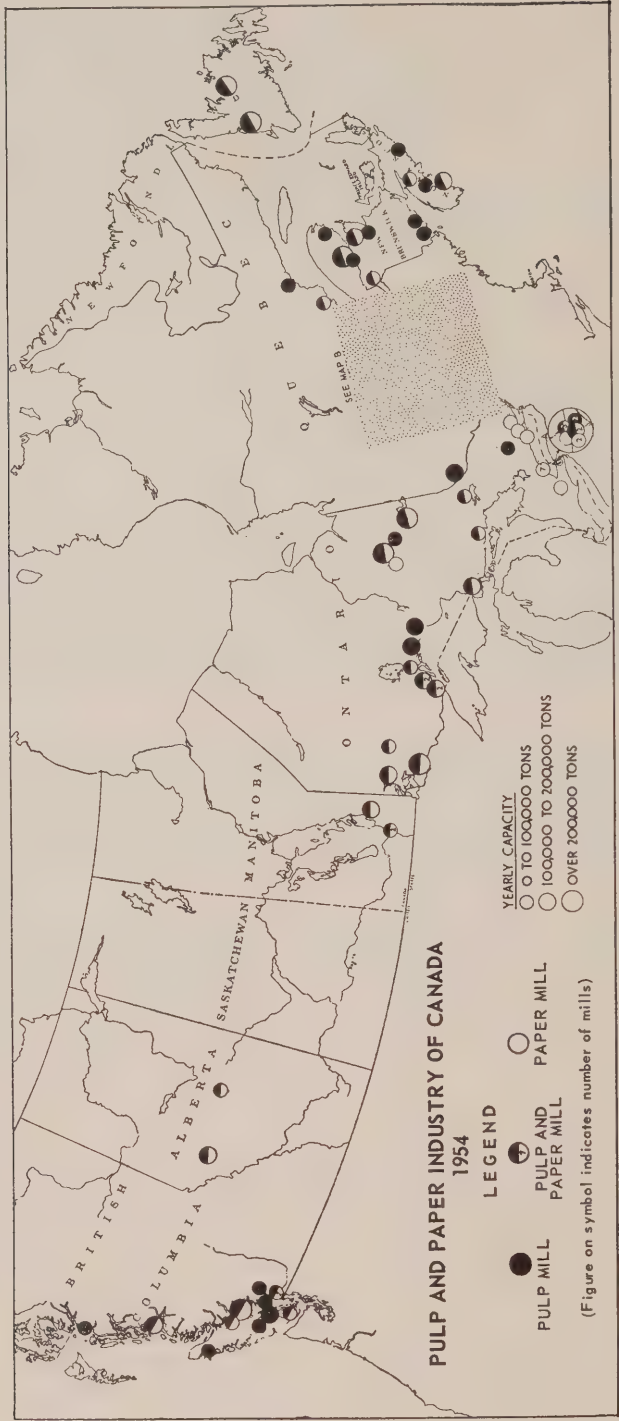 PULP AND PAPER INDUSTRY OF CANADA
1954
LEGEND
PULP MILL
PULP AND
PAPER MILL
PAPER MILL
(Figure on symbol indicates number of mills)
YEARLY CAPACITY
0 TO 100,000 TONS
100,000 TO 200,000 TONS
OVER 200,000 TONS
BRITISH
COLUMBIA
ALBERTA
SASKATCHEWAN
MANITOBA
ONTARIO
QUEBEC
SEE MAP B
NEW
BRUNSWICK